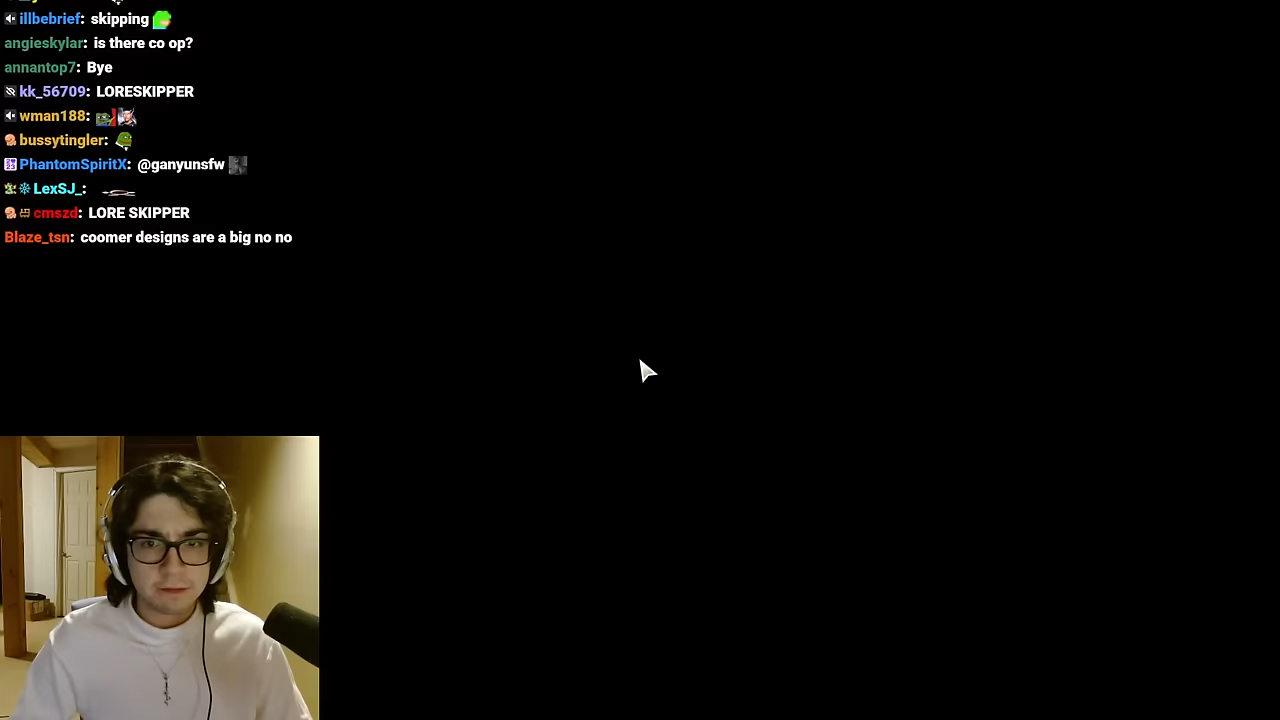 illbebrief: skipping
angieskylar: is there co op?
annantop7: Bye
kk_56709: LORESKIPPER
wman188:
bussytingler:
PhantomSpiritX: @ganyunsfw
LexSJ_:
cmszd: LORE SKIPPER
Blaze_tsn: coomer designs are a big no no